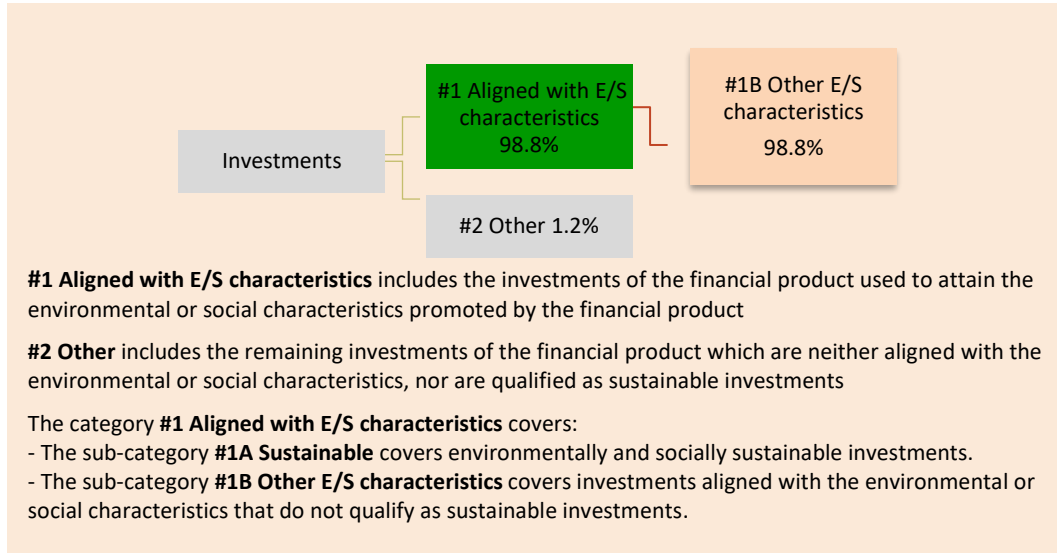 #1 Aligned with E/S
characteristics
98.8%
#1B Other E/S
characteristics
98.8%
Investments
#2 Other 1.2%
#1 Aligned with E/S characteristics includes the investments of the financial product used to attain the
environmental or social characteristics promoted by the financial product
#2 Other includes the remaining investments of the financial product which are neither aligned with the
environmental or social characteristics, nor are qualified as sustainable investments
The category #1 Aligned with E/S characteristics covers:
- The sub-category #1A Sustainable covers environmentally and socially sustainable investments.
- The sub-category #1B Other E/S characteristics covers investments aligned with the environmental or
social characteristics that do not qualify as sustainable investments.